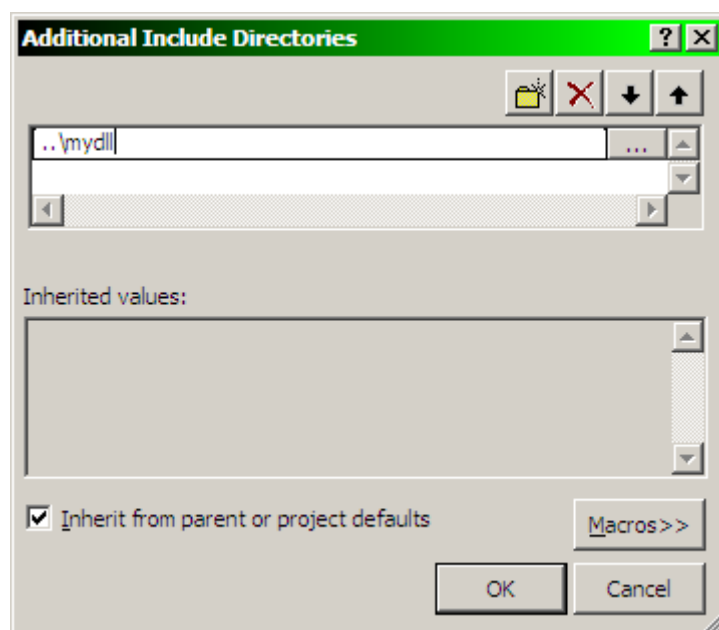 Additional Include Directories
..\mydll
...
Inherited values:
Inherit from parent or project defaults
Macros>>
OK
Cancel